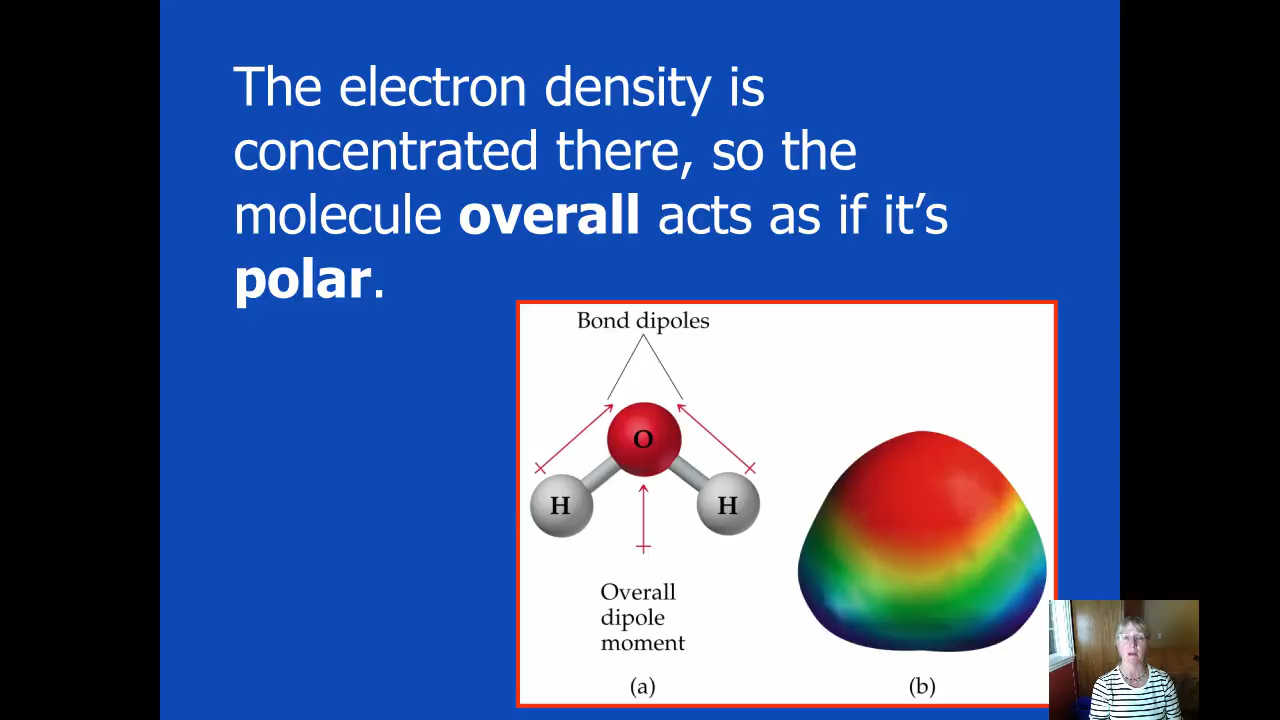 The electron density is
concentrated there, so the
molecule overall acts as if it’s
polar.
Bond dipoles
O
H
H
Overall
dipole
moment
(a)
(b)